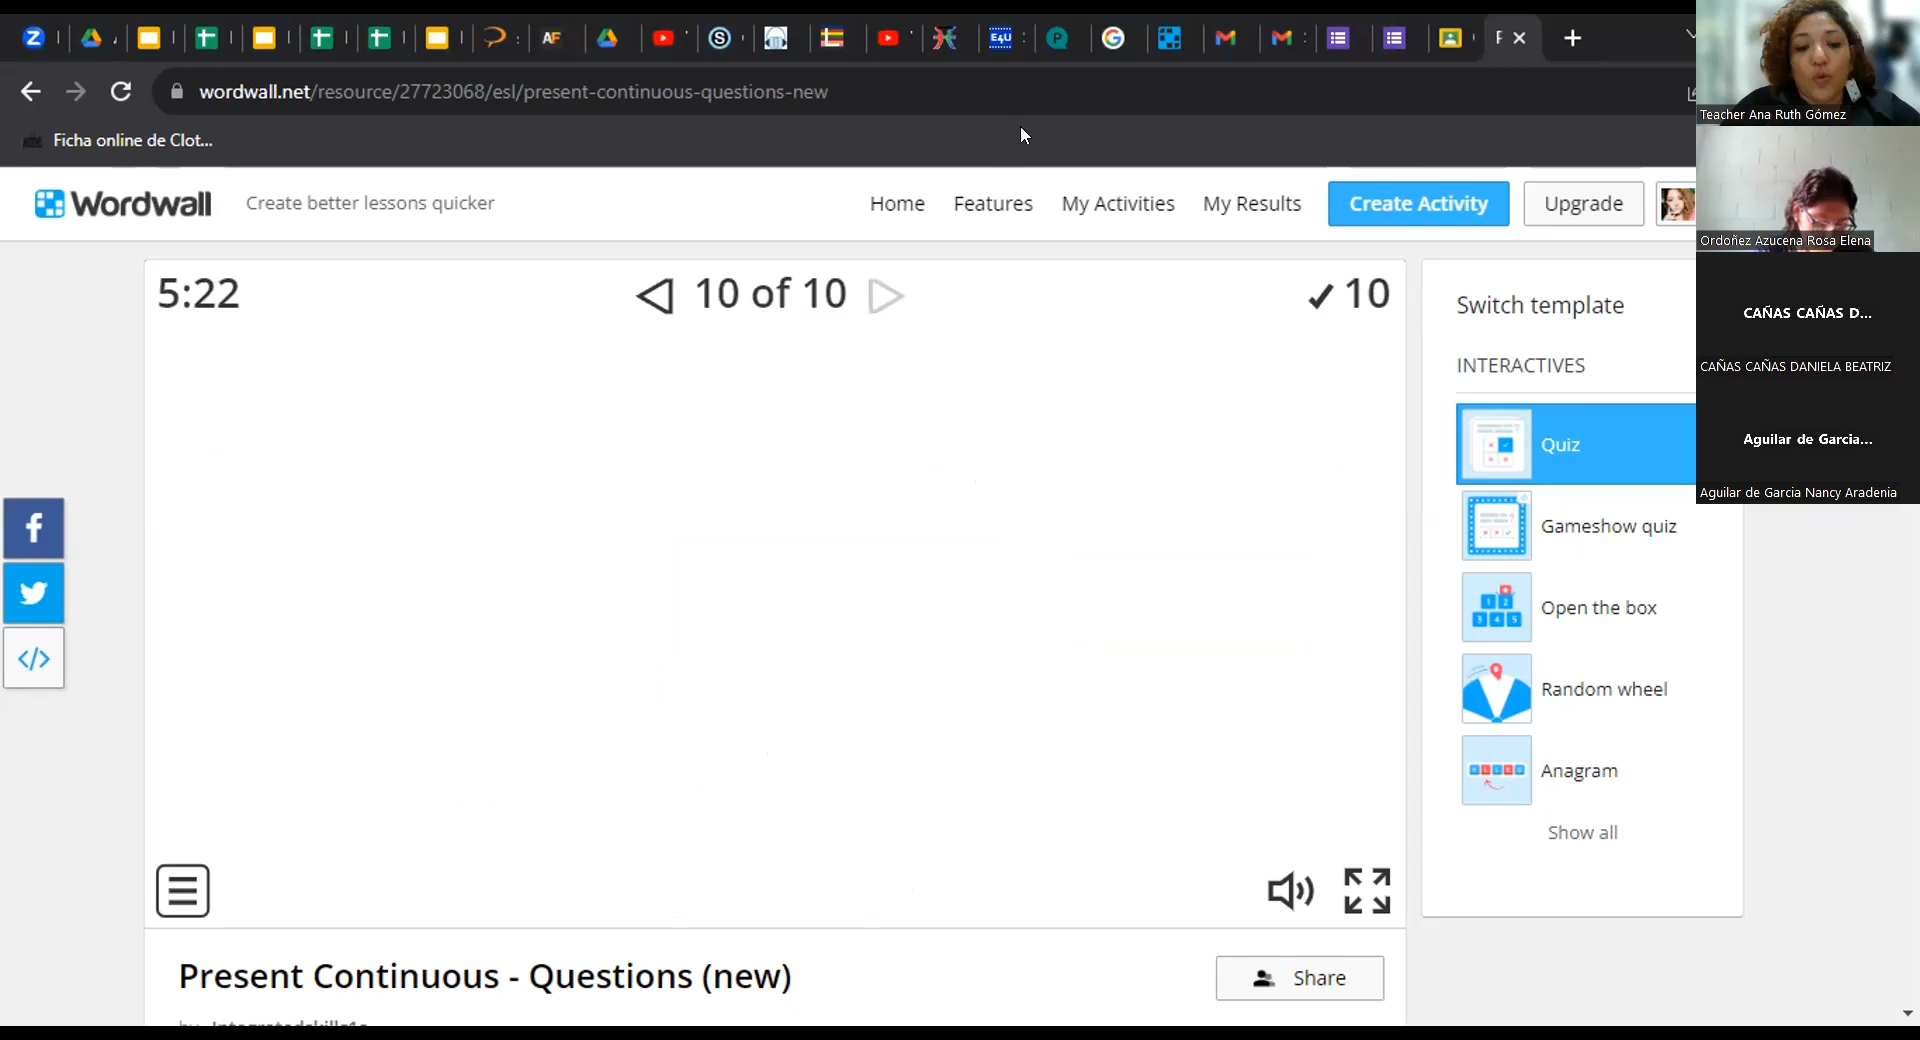 AF
E4U
wordwall.net/resource/27723068/esl/present-continuous-questions-new
Ficha online de Clot...
Wordwall
Create better lessons quicker
Home
Features
My Activities
My Results
Create Activity
Upgrade
5:22
10 of 10
10
Switch template
INTERACTIVES
Quiz
Gameshow quiz
Open the box
Random wheel
Anagram
Show all
Present Continuous - Questions (new)
Share
Teacher Ana Ruth Gómez
Ordoñez Azucena Rosa Elena
CAÑAS CAÑAS D...
CAÑAS CAÑAS DANIELA BEATRIZ
Aguilar de Garcia...
Aguilar de Garcia Nancy Aradenia